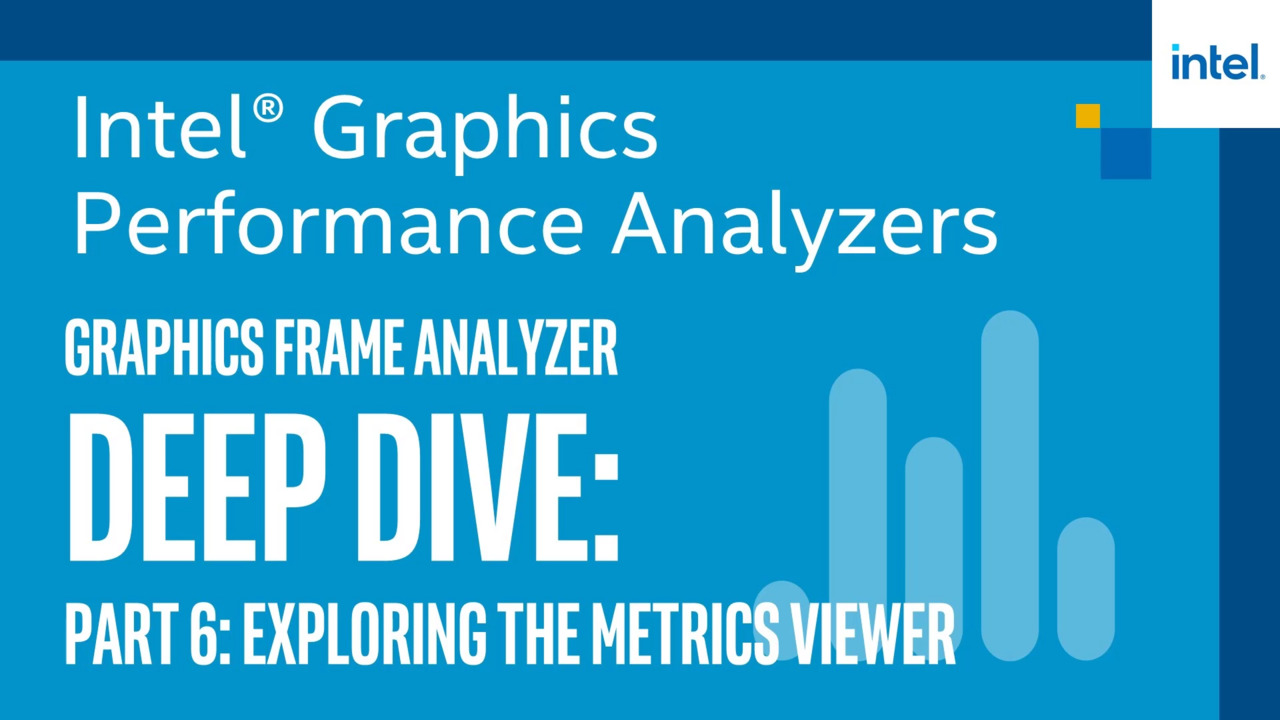 intel.
Intel® Graphics
Performance Analyzers
GRAPHICS FRAME ANALYZER
DEEP DIVE:
PART 6: EXPLORING THE METRICS VIEWER